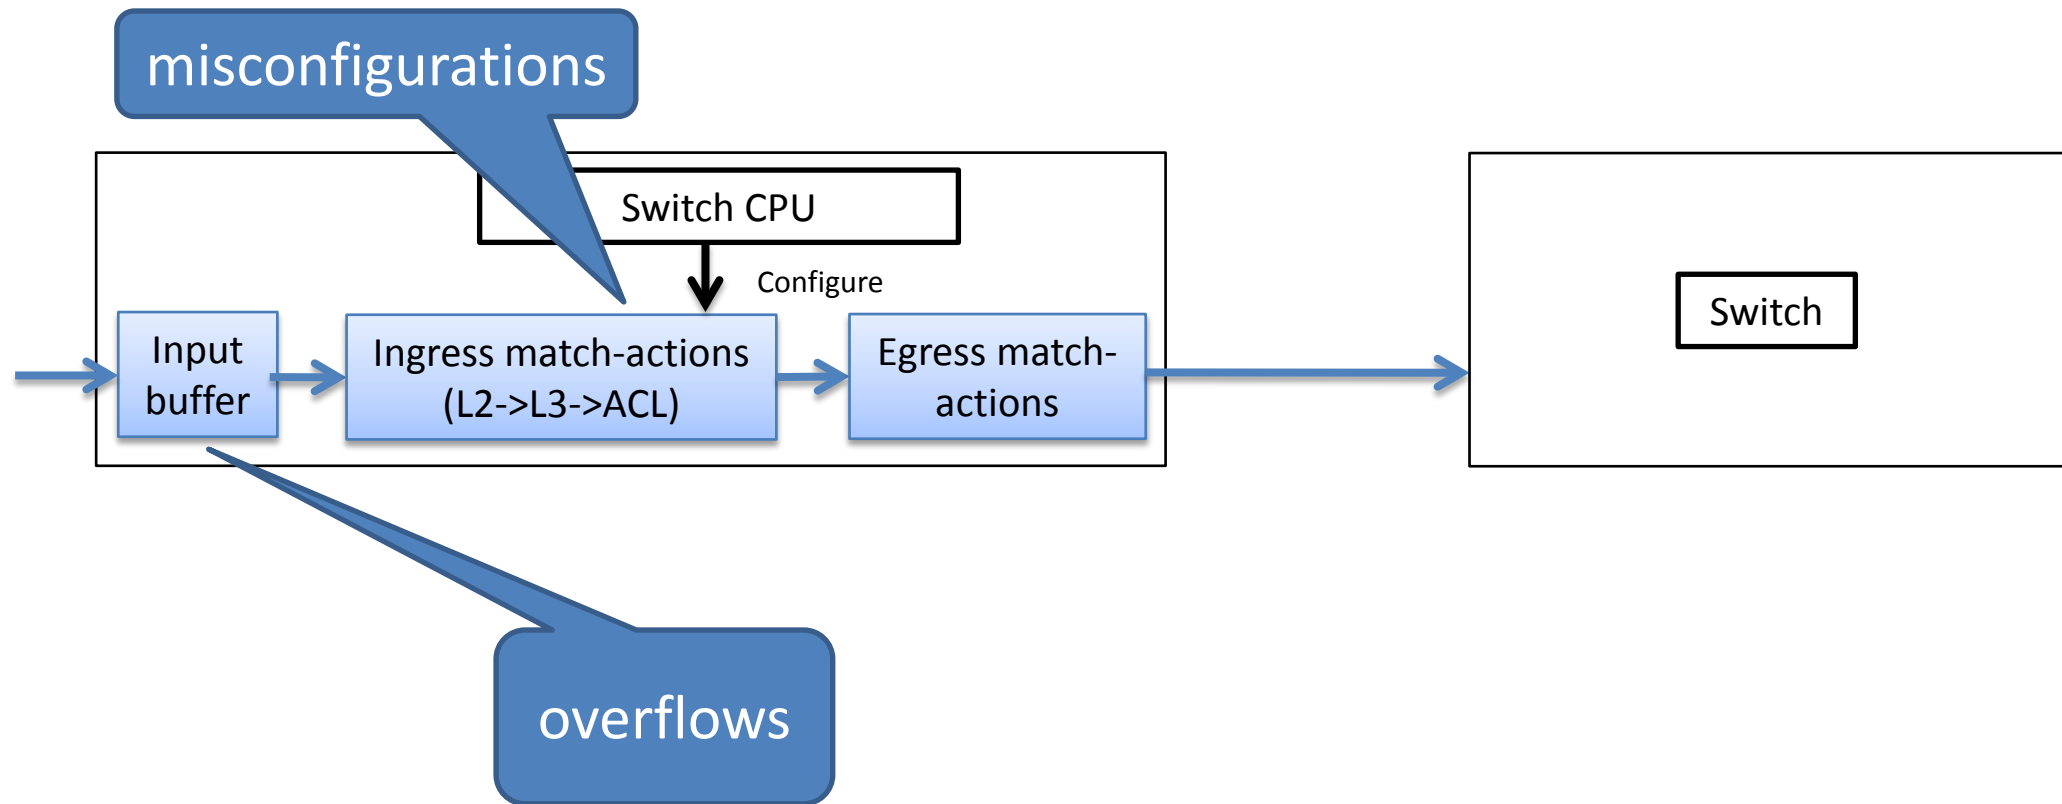 misconfigurations
Switch CPU
Configure
Input
buffer
Ingress match-actions
(L2->L3->ACL)
Egress match-
actions
Switch
overflows